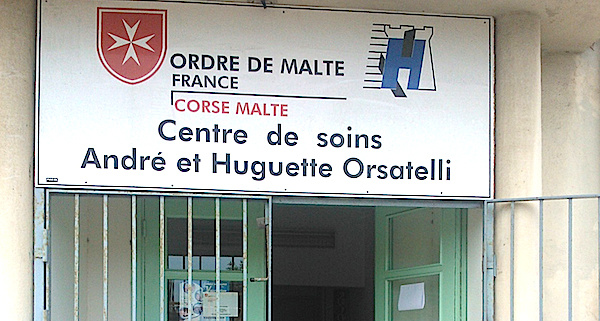 ORDRE DE MALTE
FRANCE
CORSE MALTE
H
Centre de soins
André et Huguette Orsatelli